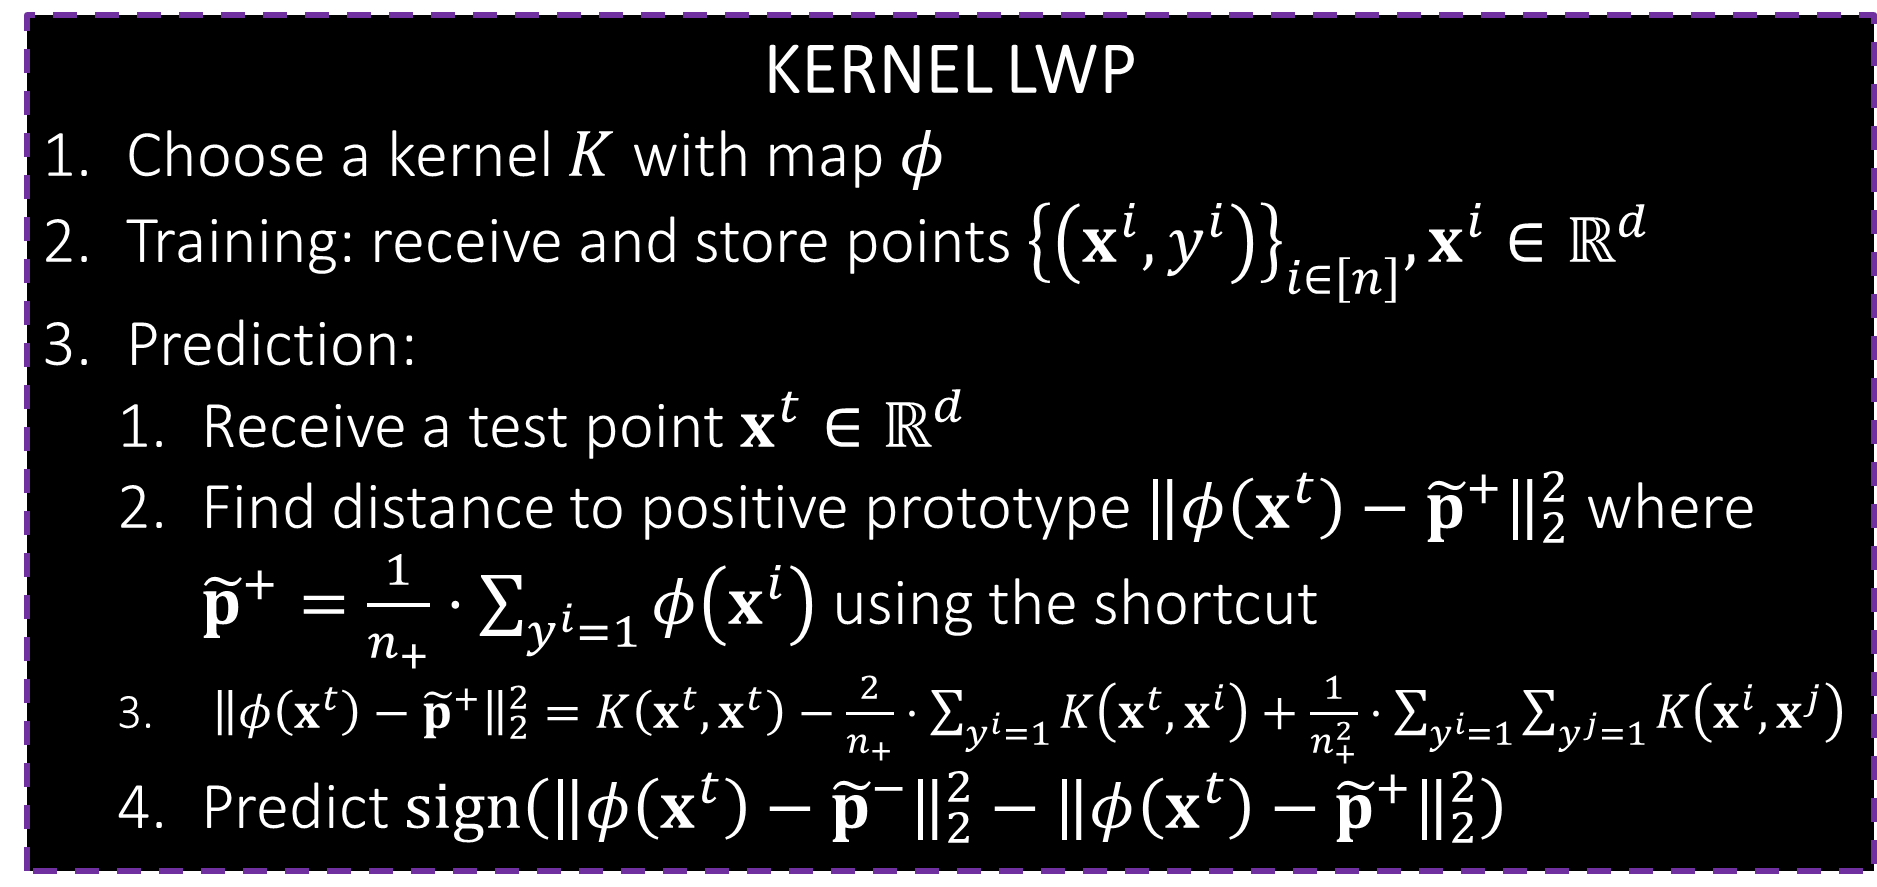 KERNEL LWP
1. Choose a kernel K with map ϕ
2. Training: receive and store points {(𝐱ⁱ, yⁱ)}_{i∈[n]}, 𝐱ⁱ ∈ ℝᵈ
3. Prediction:
1. Receive a test point 𝐱ᵗ ∈ ℝᵈ
2. Find distance to positive prototype ‖ϕ(𝐱ᵗ) − 𝐩̃⁺‖₂² where
𝐩̃⁺ = 1/n₊ · ∑_{yⁱ=1} ϕ(𝐱ⁱ) using the shortcut
3. ‖ϕ(𝐱ᵗ) − 𝐩̃⁺‖₂² = K(𝐱ᵗ, 𝐱ᵗ) − 2/n₊ · ∑_{yⁱ=1} K(𝐱ᵗ, 𝐱ⁱ) + 1/n₊² · ∑_{yⁱ=1} ∑_{yʲ=1} K(𝐱ⁱ, 𝐱ʲ)
4. Predict sign(‖ϕ(𝐱ᵗ) − 𝐩̃⁻‖₂² − ‖ϕ(𝐱ᵗ) − 𝐩̃⁺‖₂²)